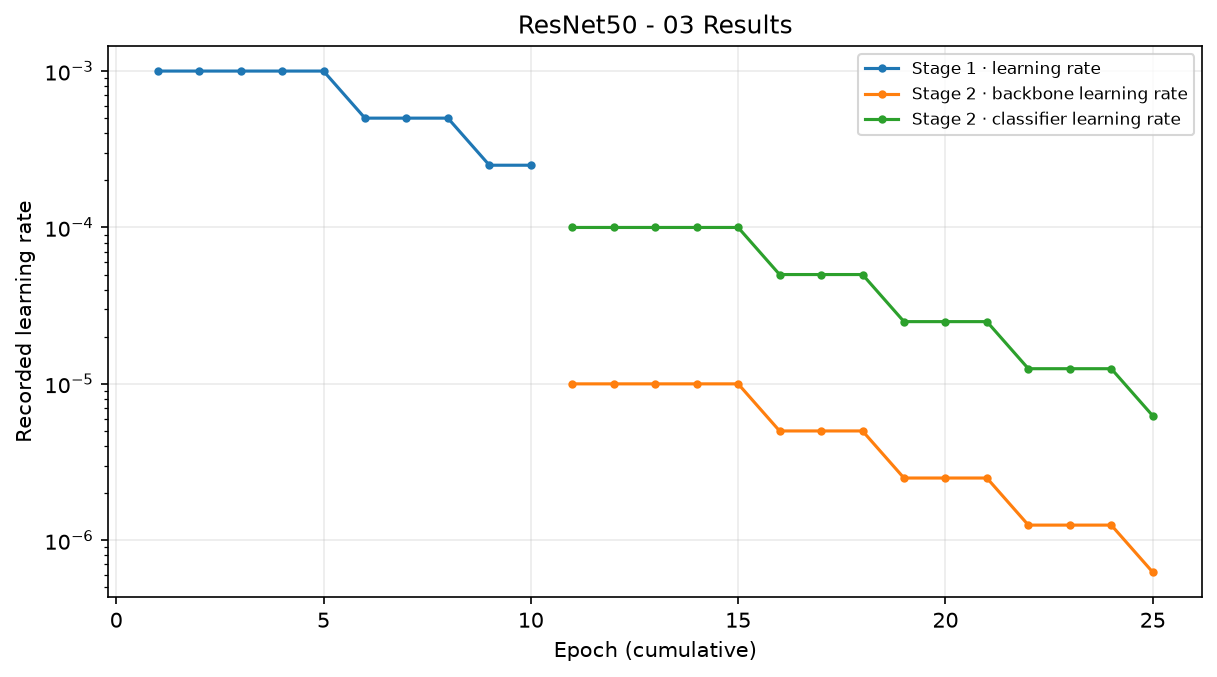 ResNet50 - 03 Results
Recorded learning rate
10⁻³
10⁻⁴
10⁻⁵
10⁻⁶
Stage 1 · learning rate
Stage 2 · backbone learning rate
Stage 2 · classifier learning rate
0 5 10 15 20 25
Epoch (cumulative)